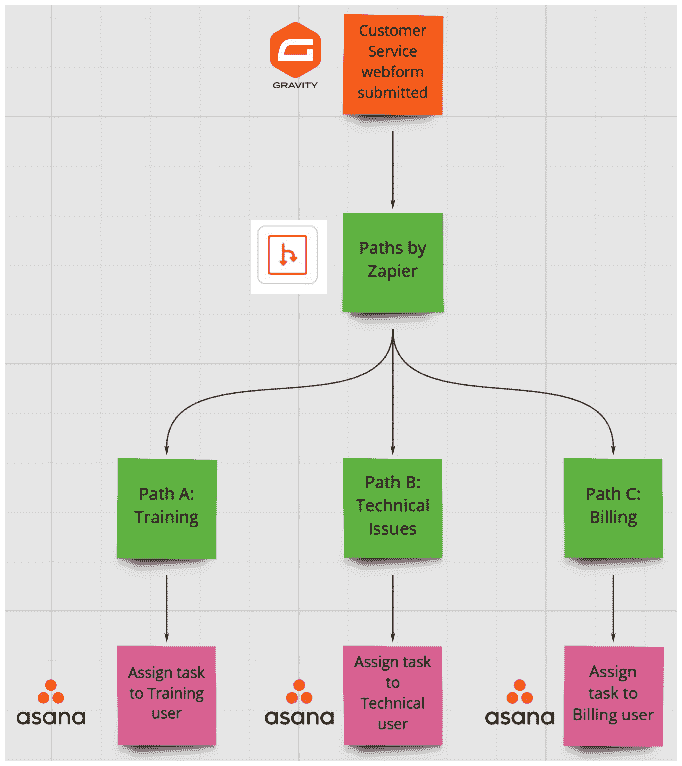 Customer
Service
webform
submitted
GRAVITY
Paths by
Zapier
Path A:
Training
Path B:
Technical
Issues
Path C:
Billing
Assign task
to Training
user
asana
Assign task
to
Technical
user
asana
Assign
task to
Billing user
asana